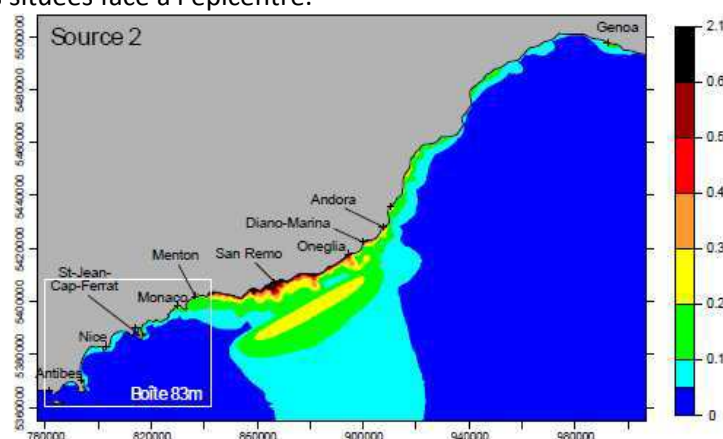 situées face à l'épicentre.
Source 2
Genoa
2.1
0.6
0.5
0.4
0.3
0.2
0.1
0
Andora
Diano-Marina
Oneglia
San Remo
Menton
St-Jean-
Cap-Ferrat
Monaco
Nice
Antibes
Boîte 83m
5480000
5460000
5440000
5420000
5400000
5380000
5360000
780000
820000
860000
900000
940000
980000